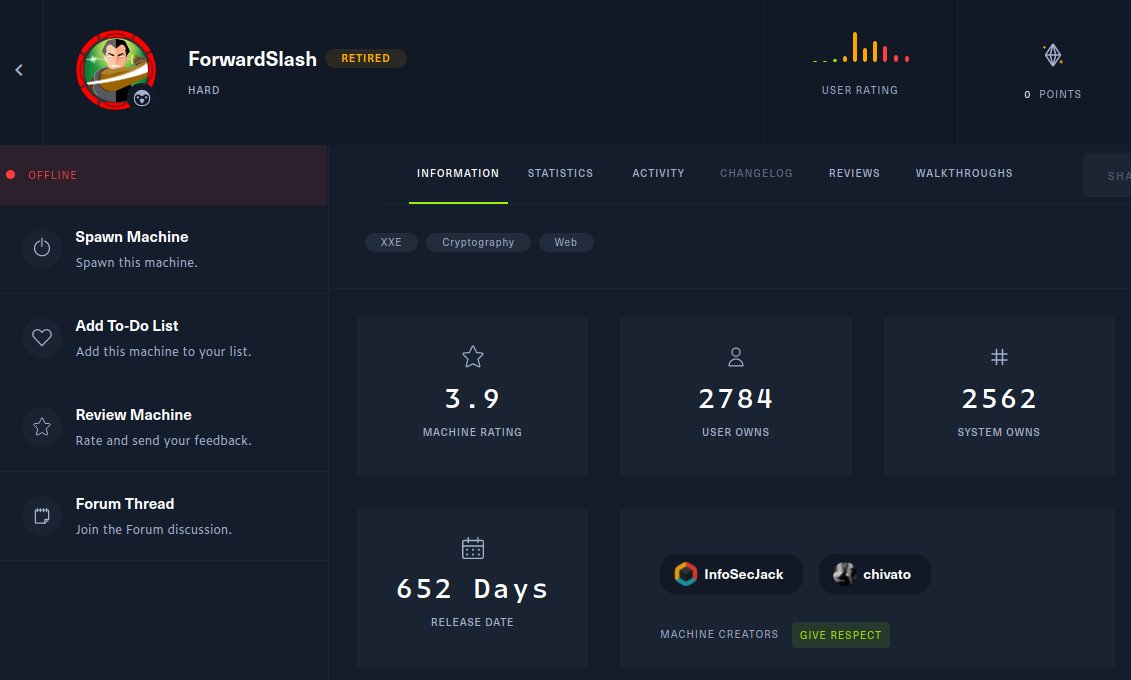 ForwardSlash RETIRED
HARD
USER RATING
0 POINTS
OFFLINE
Spawn Machine
Spawn this machine.
Add To-Do List
Add this machine to your list.
Review Machine
Rate and send your feedback.
Forum Thread
Join the Forum discussion.
INFORMATION STATISTICS ACTIVITY CHANGELOG REVIEWS WALKTHROUGHS SHA
XXE Cryptography Web
3.9
MACHINE RATING
2784
USER OWNS
2562
SYSTEM OWNS
652 Days
RELEASE DATE
InfoSecJack chivato
MACHINE CREATORS GIVE RESPECT